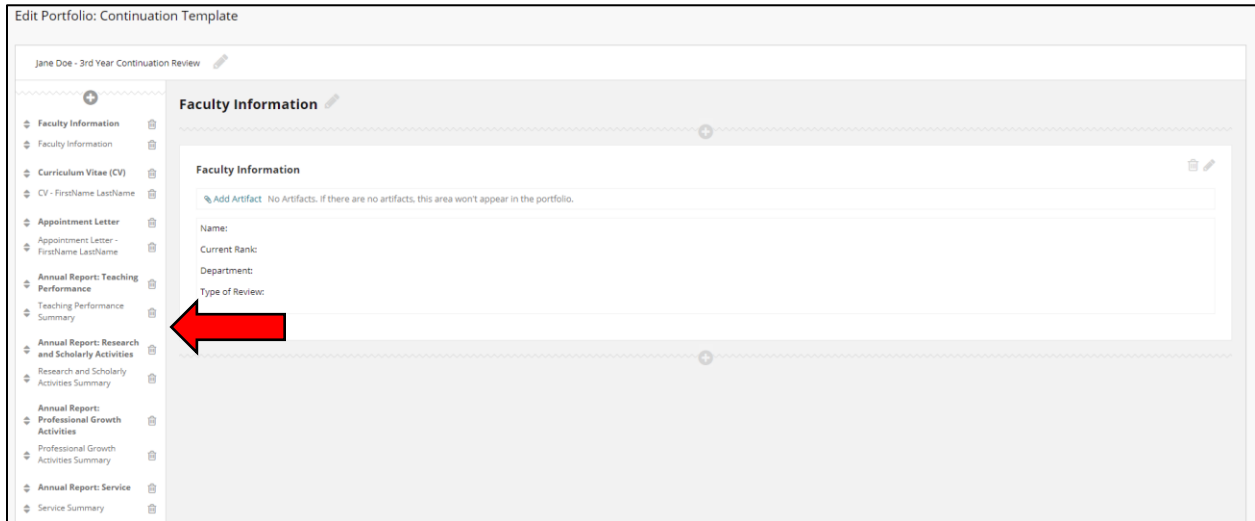 Edit Portfolio: Continuation Template
Jane Doe - 3rd Year Continuation Review
Faculty Information
Faculty Information
Curriculum Vitae (CV)
CV - FirstName LastName
Appointment Letter
Appointment Letter -
FirstName LastName
Annual Report: Teaching
Performance
Teaching Performance
Summary
Annual Report: Research
and Scholarly Activities
Research and Scholarly
Activities Summary
Annual Report:
Professional Growth
Activities
Professional Growth
Activities Summary
Annual Report: Service
Service Summary
Faculty Information
Faculty Information
Add Artifact No Artifacts. If there are no artifacts, this area won't appear in the portfolio.
Name:
Current Rank:
Department:
Type of Review: